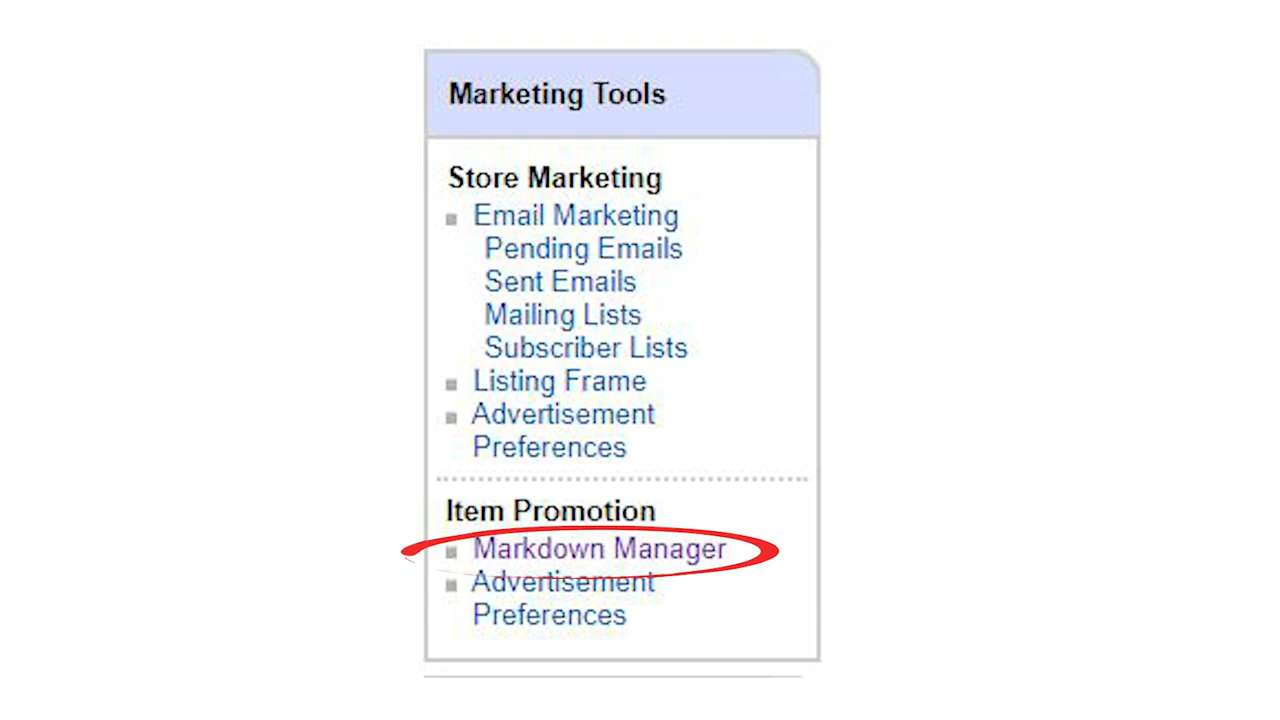 Marketing Tools
Store Marketing
Email Marketing
Pending Emails
Sent Emails
Mailing Lists
Subscriber Lists
Listing Frame
Advertisement
Preferences
Item Promotion
Markdown Manager
Advertisement
Preferences